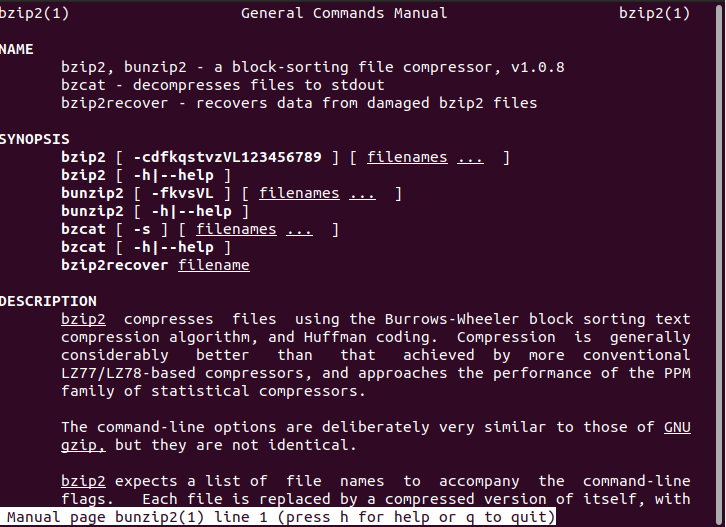 bzip2(1) General Commands Manual bzip2(1)
NAME
bzip2, bunzip2 - a block-sorting file compressor, v1.0.8
bzcat - decompresses files to stdout
bzip2recover - recovers data from damaged bzip2 files
SYNOPSIS
bzip2 [ -cdfkqstvzVL123456789 ] [ filenames ... ]
bzip2 [ -h|--help ]
bunzip2 [ -fkvsVL ] [ filenames ... ]
bunzip2 [ -h|--help ]
bzcat [ -s ] [ filenames ... ]
bzcat [ -h|--help ]
bzip2recover filename
DESCRIPTION
bzip2 compresses files using the Burrows-Wheeler block sorting text
compression algorithm, and Huffman coding. Compression is generally
considerably better than that achieved by more conventional
LZ77/LZ78-based compressors, and approaches the performance of the PPM
family of statistical compressors.
The command-line options are deliberately very similar to those of GNU
gzip, but they are not identical.
bzip2 expects a list of file names to accompany the command-line
flags. Each file is replaced by a compressed version of itself, with
Manual page bunzip2(1) line 1 (press h for help or q to quit)